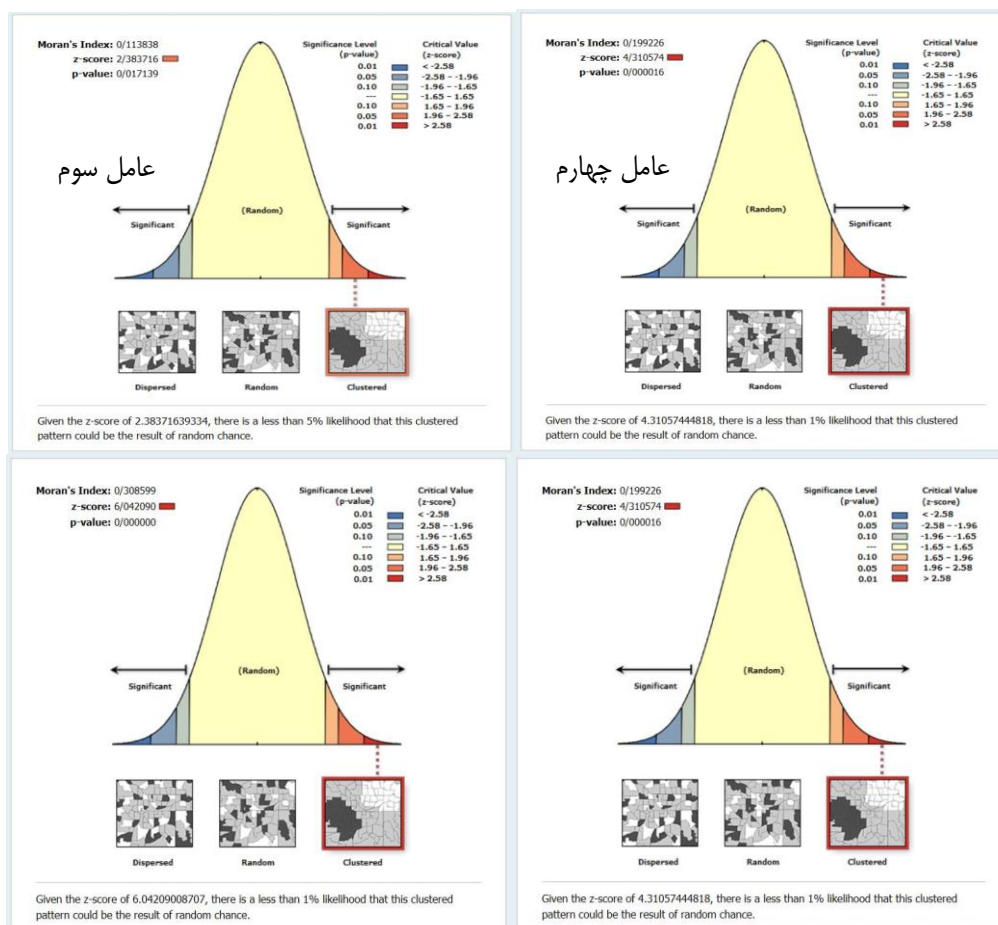 Moran's Index: 0/113838
z-score: 2/383716
p-value: 0/017139
Significance Level (p-value)
Critical Value (z-score)
0.01 < -2.58
0.05 -2.58 – -1.96
0.10 -1.96 – -1.65
--- -1.65 – 1.65
0.10 1.65 – 1.96
0.05 1.96 – 2.58
0.01 > 2.58
عامل سوم
(Random)
Significant
Significant
Dispersed
Random
Clustered
Given the z-score of 2.38371639334, there is a less than 5% likelihood that this clustered
pattern could be the result of random chance.
Moran's Index: 0/199226
z-score: 4/310574
p-value: 0/000016
Significance Level (p-value)
Critical Value (z-score)
0.01 < -2.58
0.05 -2.58 – -1.96
0.10 -1.96 – -1.65
--- -1.65 – 1.65
0.10 1.65 – 1.96
0.05 1.96 – 2.58
0.01 > 2.58
عامل چهارم
(Random)
Significant
Significant
Dispersed
Random
Clustered
Given the z-score of 4.31057444818, there is a less than 1% likelihood that this clustered
pattern could be the result of random chance.
Moran's Index: 0/308599
z-score: 6/042090
p-value: 0/000000
Significance Level (p-value)
Critical Value (z-score)
0.01 < -2.58
0.05 -2.58 – -1.96
0.10 -1.96 – -1.65
--- -1.65 – 1.65
0.10 1.65 – 1.96
0.05 1.96 – 2.58
0.01 > 2.58
(Random)
Significant
Significant
Dispersed
Random
Clustered
Given the z-score of 6.04209008707, there is a less than 1% likelihood that this clustered
pattern could be the result of random chance.
Moran's Index: 0/199226
z-score: 4/310574
p-value: 0/000016
Significance Level (p-value)
Critical Value (z-score)
0.01 < -2.58
0.05 -2.58 – -1.96
0.10 -1.96 – -1.65
--- -1.65 – 1.65
0.10 1.65 – 1.96
0.05 1.96 – 2.58
0.01 > 2.58
(Random)
Significant
Significant
Dispersed
Random
Clustered
Given the z-score of 4.31057444818, there is a less than 1% likelihood that this clustered
pattern could be the result of random chance.